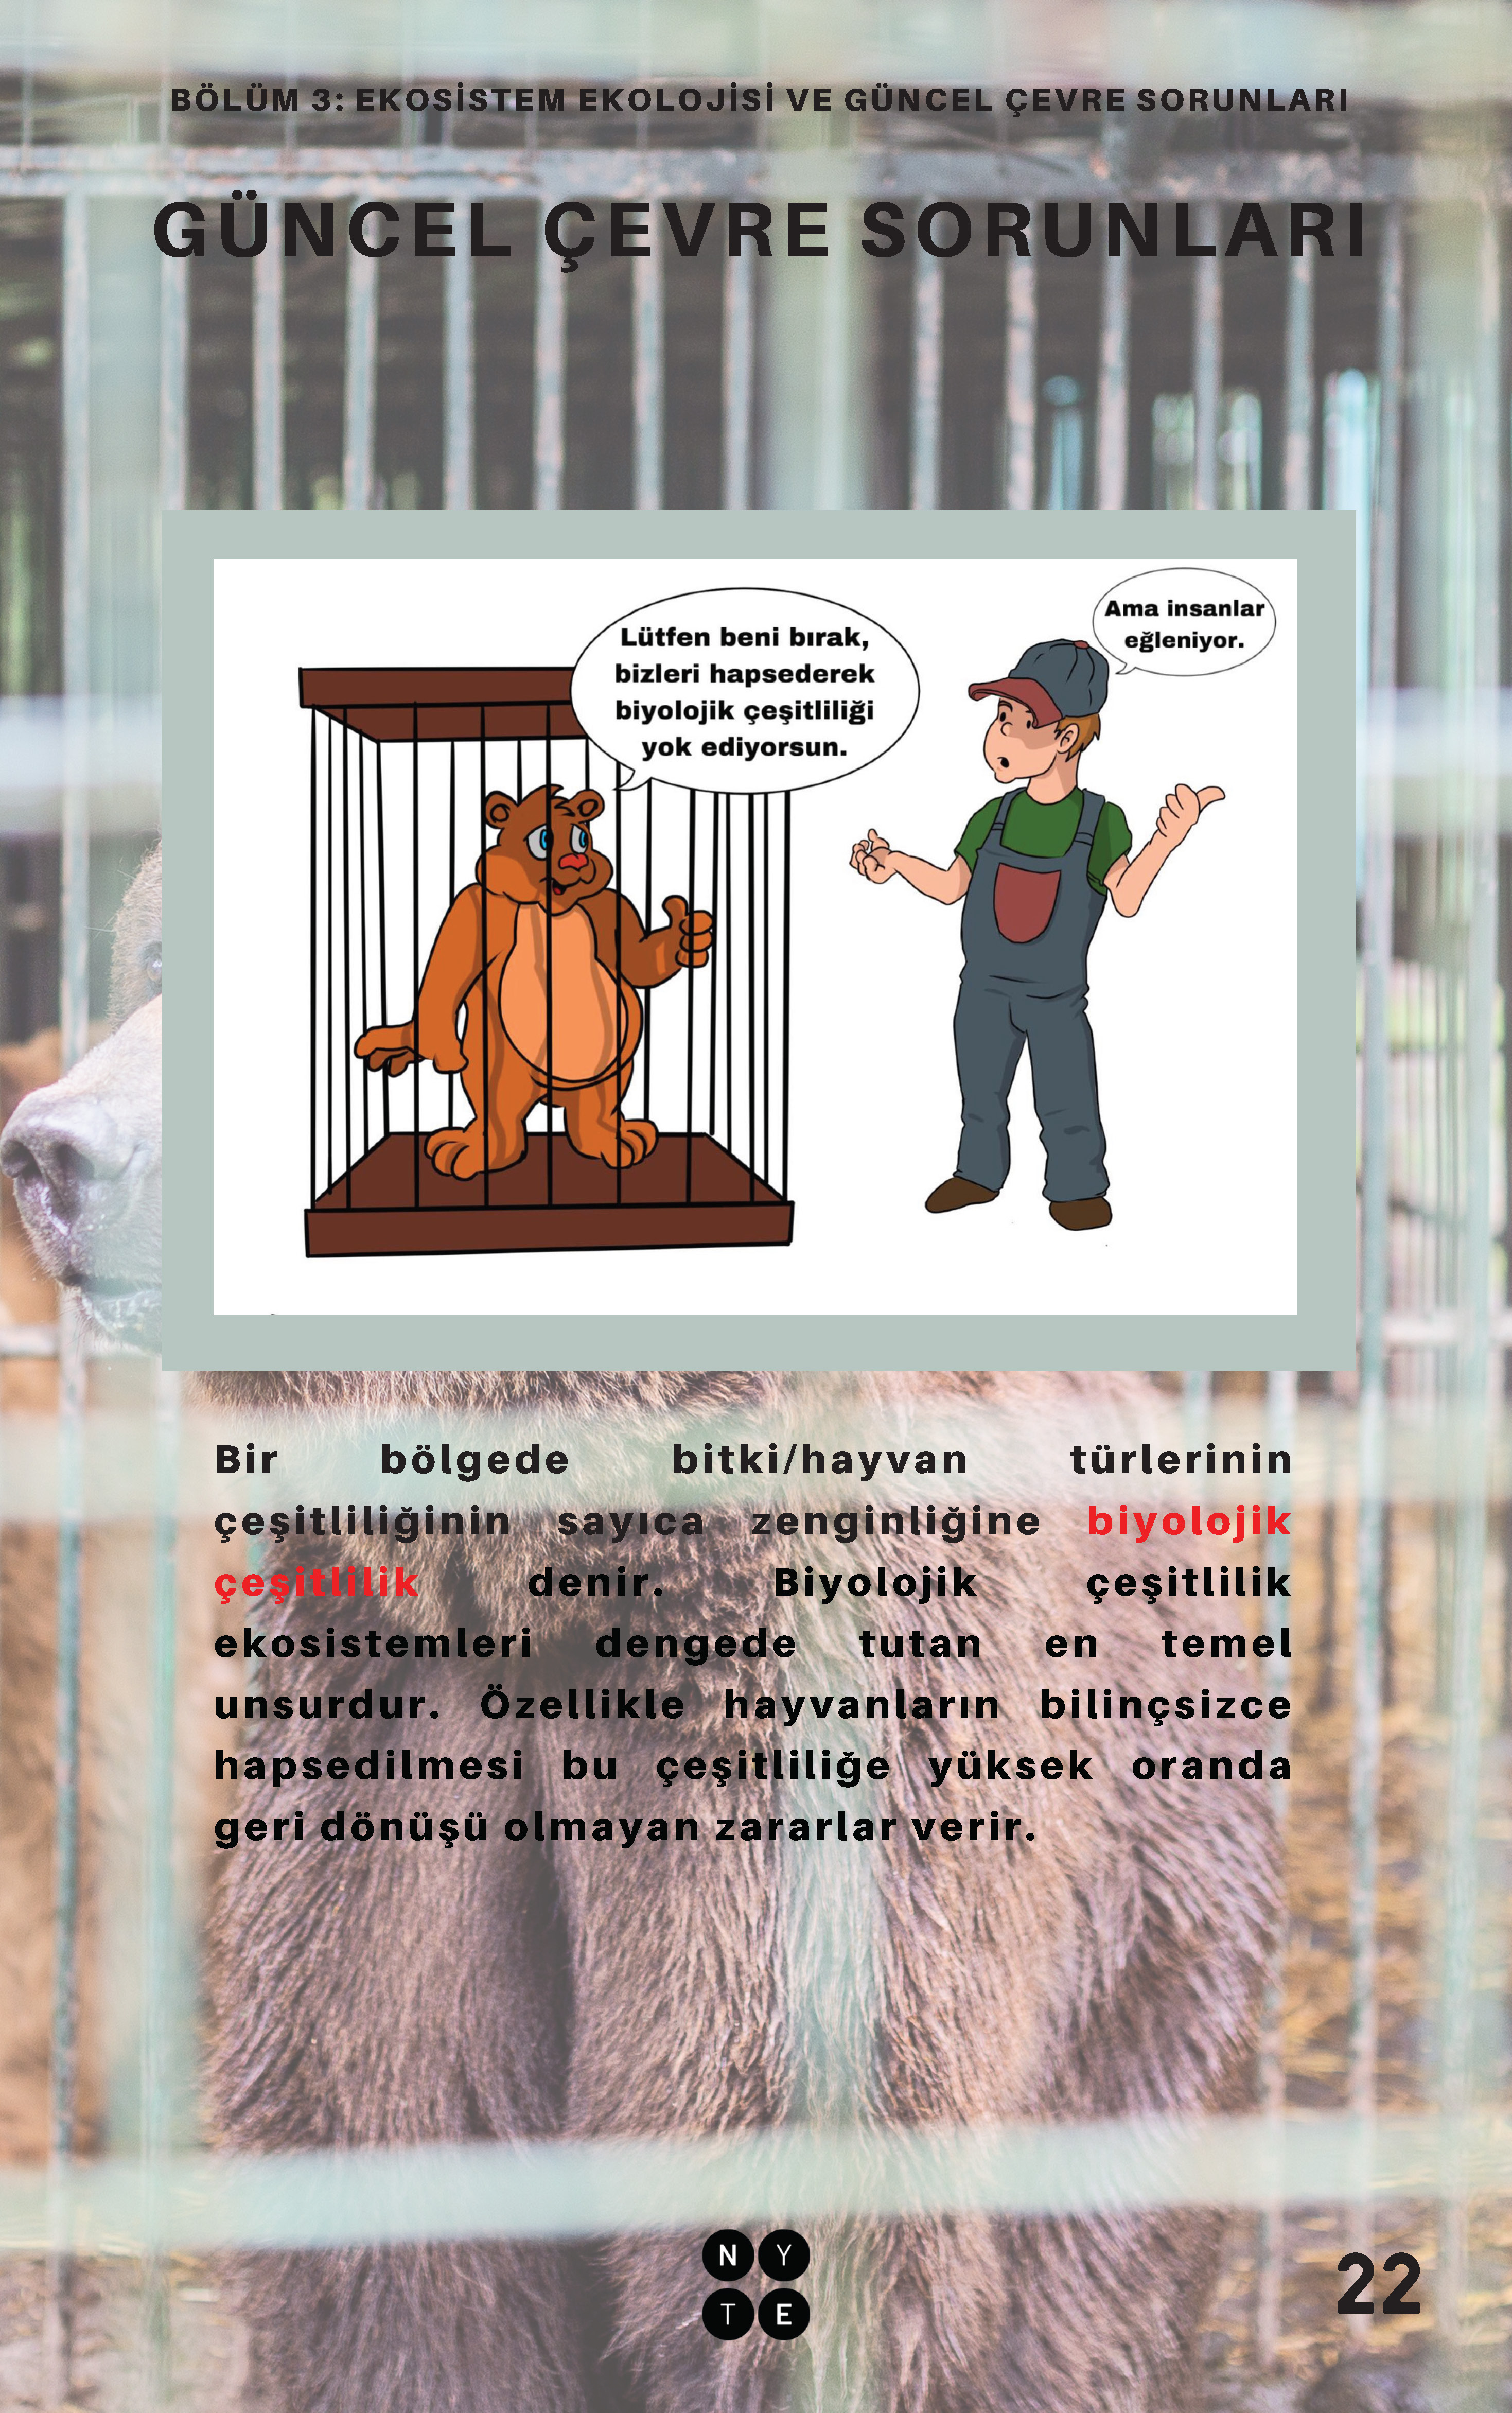 BÖLÜM 3: EKOSİSTEM EKOLOJİSİ VE GÜNCEL ÇEVRE SORUNLARI
GÜNCEL ÇEVRE SORUNLARI
Lütfen beni bırak,
bizleri hapsederek
biyolojik çeşitliliği
yok ediyorsun.
Ama insanlar
eğleniyor.
Bir bölgede bitki/hayvan türlerinin
çeşitliliğinin sayıca zenginliğine biyolojik
çeşitlilik denir. Biyolojik çeşitlilik
ekosistemleri dengede tutan en temel
unsurdur. Özellikle hayvanların bilinçsizce
hapsedilmesi bu çeşitliliğe yüksek oranda
geri dönüşü olmayan zararlar verir.
N Y
T E
22